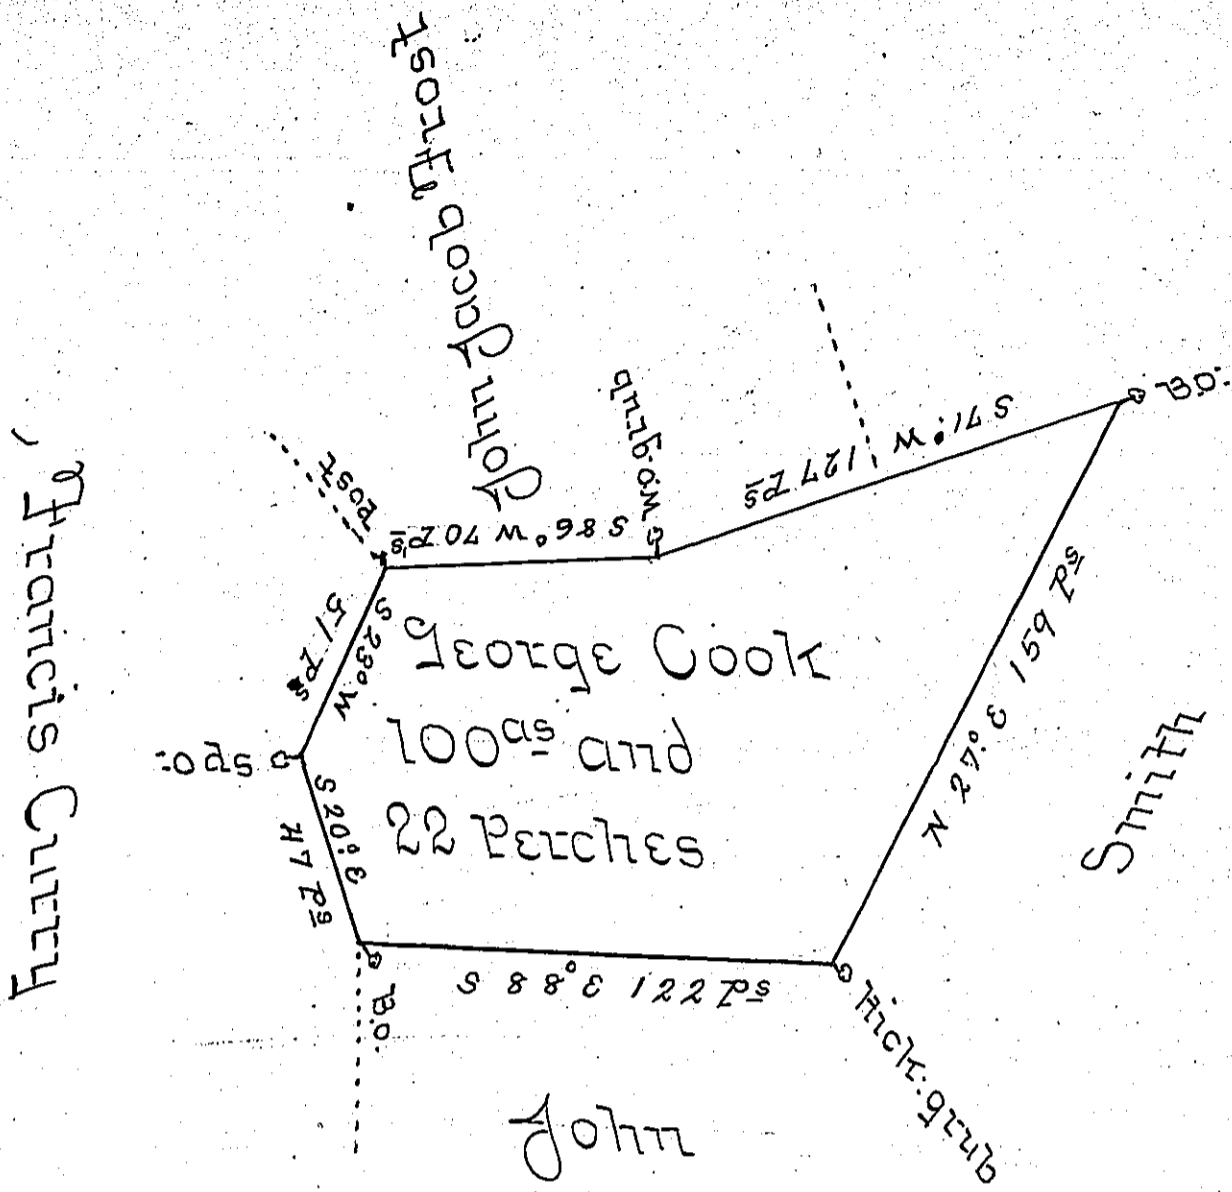 Francis Curry
John Jacob Frost
Post
W.o. grub
B.O.
S 71° W 127 Ps
S 86° W 70 Ps
S 23° W
51 Ps
Sp o:
S 20° E
47 Ps
George Cook
100as and
22 Perches
N 27° E 159 Ps
Smith
S 88° E 122 Ps
B.O.
Hick: grub
John